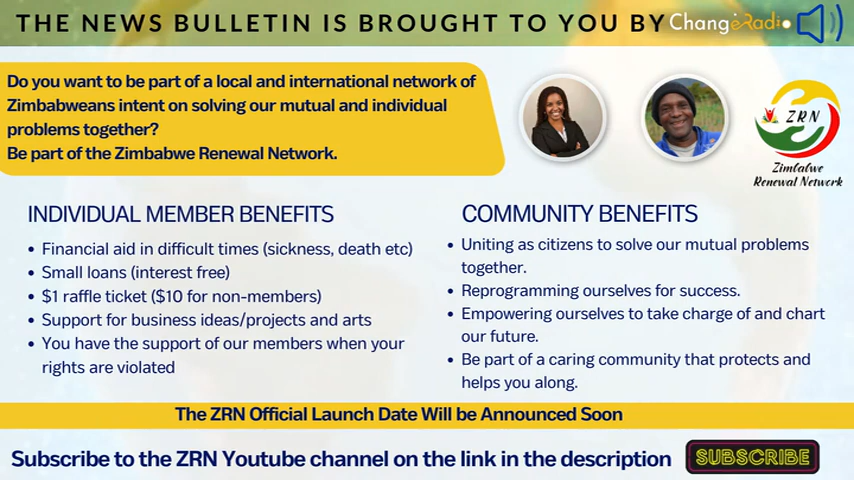 THE NEWS BULLETIN IS BROUGHT TO YOU BY ChangeRadio
Do you want to be part of a local and international network of
Zimbabweans intent on solving our mutual and individual
problems together?
Be part of the Zimbabwe Renewal Network.
ZRN
Zimbabwe
Renewal Network
INDIVIDUAL MEMBER BENEFITS
• Financial aid in difficult times (sickness, death etc)
• Small loans (interest free)
• $1 raffle ticket ($10 for non-members)
• Support for business ideas/projects and arts
• You have the support of our members when your
rights are violated
COMMUNITY BENEFITS
• Uniting as citizens to solve our mutual problems
together.
• Reprogramming ourselves for success.
• Empowering ourselves to take charge of and chart
our future.
• Be part of a caring community that protects and
helps you along.
The ZRN Official Launch Date Will be Announced Soon
Subscribe to the ZRN Youtube channel on the link in the description
SUBSCRIBE